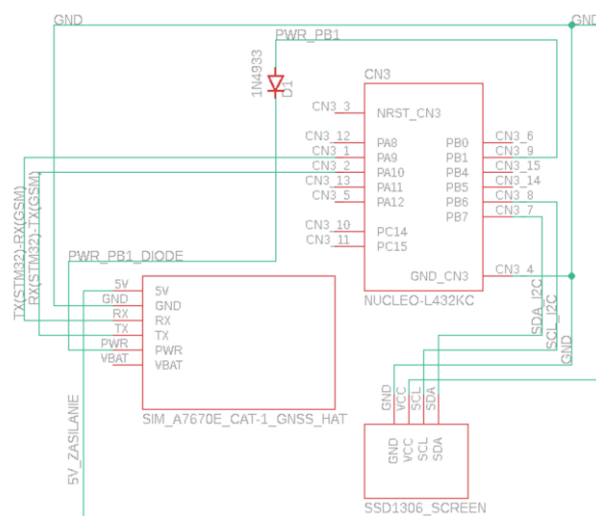 GND
GND
PWR_PB1
1N4933
D1
CN3
CN3_3
NRST_CN3
CN3_12
PA8
PB0
CN3_6
CN3_1
PA9
PB1
CN3_9
CN3_2
PA10
PB4
CN3_15
CN3_13
PA11
PB5
CN3_14
CN3_5
PA12
PB6
CN3_8
PB7
CN3_7
CN3_10
PC14
CN3_11
PC15
GND_CN3
CN3_4
NUCLEO-L432KC
TX(STM32)-RX(GSM)
RX(STM32)-TX(GSM)
PWR_PB1_DIODE
5V
5V
GND
GND
RX
RX
TX
TX
PWR
PWR
VBAT
VBAT
SIM_A7670E_CAT-1_GNSS_HAT
5V_ZASILANIE
SDA_I2C
SCL_I2C
GND
GND
VCC
SCL
SDA
GND
VCC
SCL
SDA
SSD1306_SCREEN